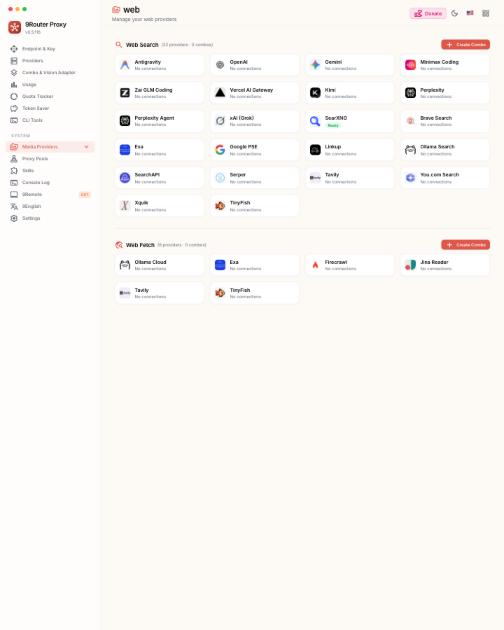 9Router Proxy
Endpoint & Key
Providers
Combo & Vision Adapter
Usage
Quota Tracker
Token Saver
CLI Tools
SYSTEM
Media Providers
Proxy Pools
Skills
Console Log
9Remote
9English
Settings
web
Manage your web providers
Donate
Web Search
Create Combo
Antigravity
No connections
OpenAI
No connections
Gemini
No connections
Minimax Coding
No connections
Zai GLM Coding
No connections
Vercel AI Gateway
No connections
Kimi
No connections
Perplexity
No connections
Perplexity Agent
No connections
xAI (Grok)
No connections
SearXNG
Ready
Brave Search
No connections
Exa
No connections
Google PSE
No connections
Linkup
No connections
Ollama Search
No connections
SearchAPI
No connections
Serper
No connections
Tavily
No connections
You.com Search
No connections
Xquik
No connections
TinyFish
No connections
Web Fetch (6 providers · 0 combos)
Create Combo
Ollama Cloud
No connections
Exa
No connections
Firecrawl
No connections
Jina Reader
No connections
Tavily
No connections
TinyFish
No connections